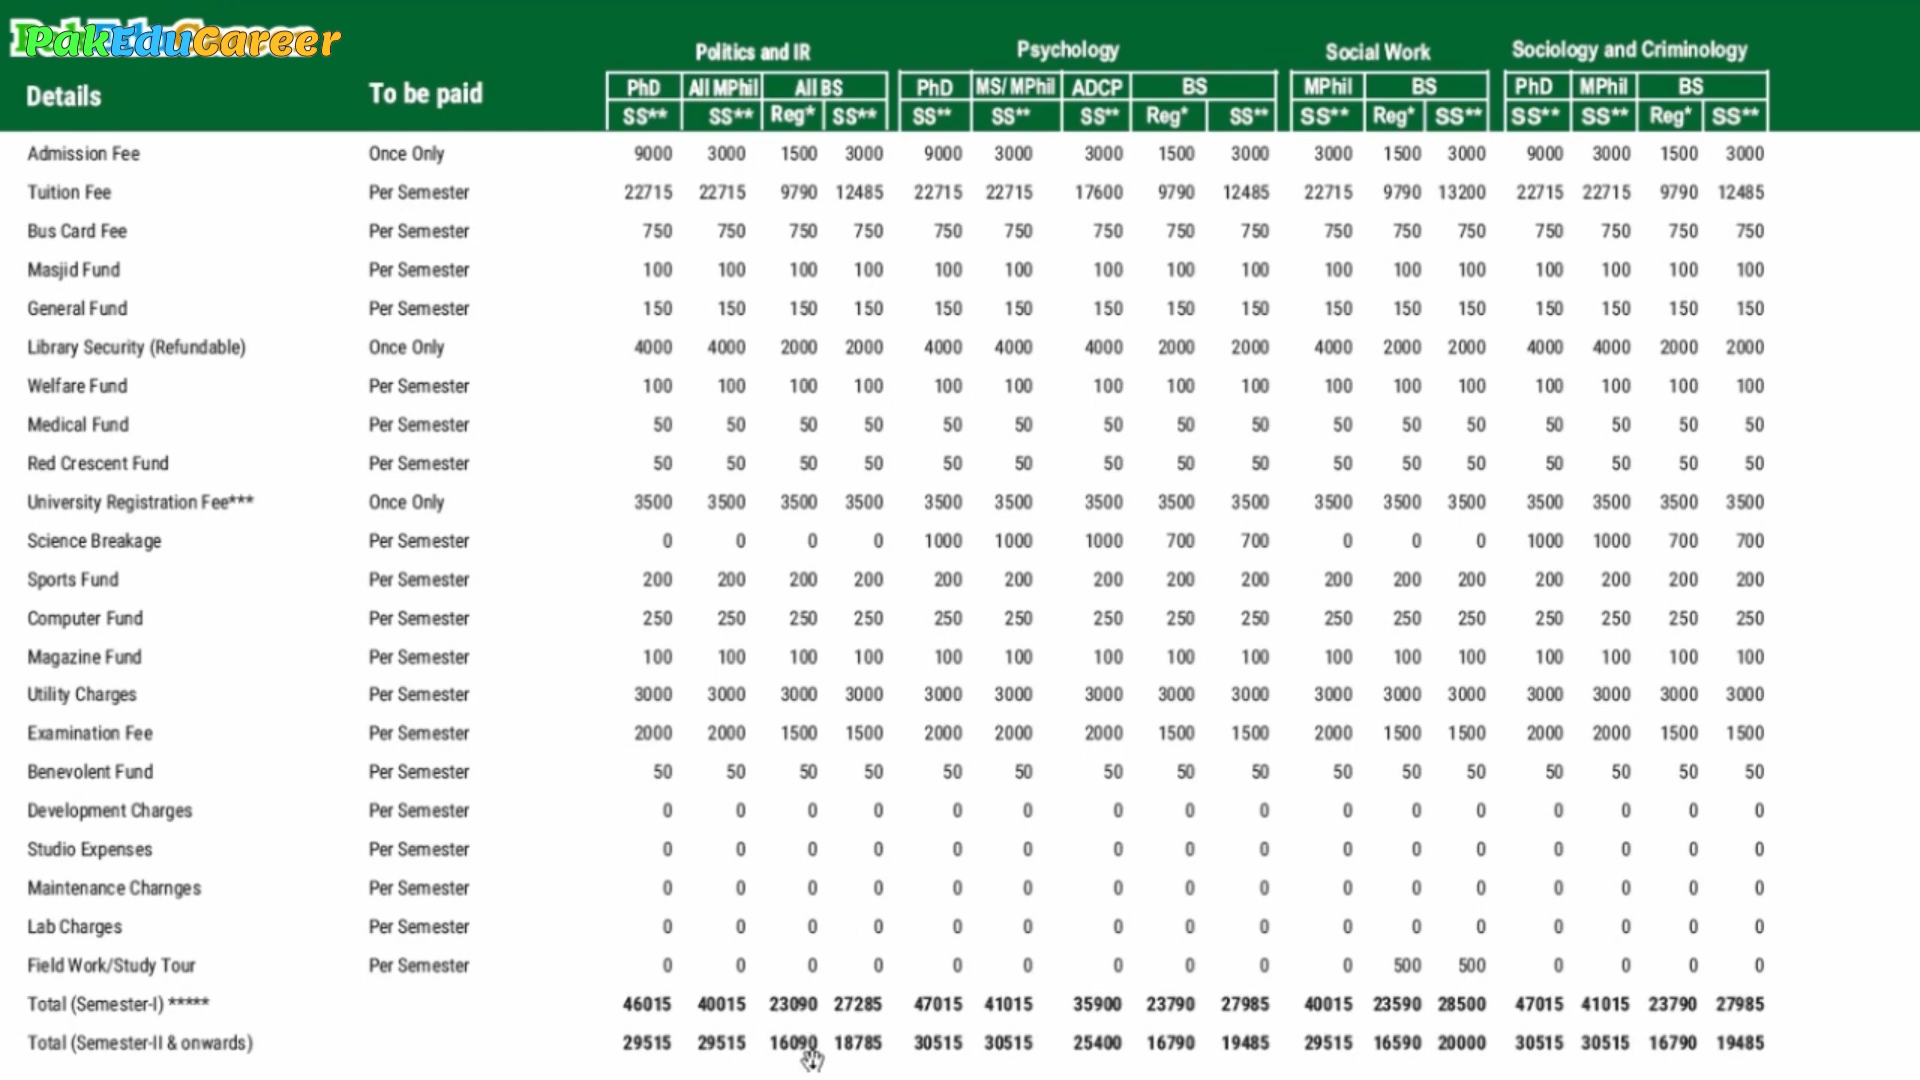 PakEduCareer
Politics and IR Psychology Social Work Sociology and Criminology
Details To be paid PhD All MPhil All BS PhD MS/ MPhil ADCP BS MPhil BS PhD MPhil BS
SS** SS** Reg* SS** SS** SS** SS** Reg* SS** SS** Reg* SS** SS** SS** Reg* SS**
Admission Fee Once Only 9000 3000 1500 3000 9000 3000 3000 1500 3000 3000 1500 3000 9000 3000 1500 3000
Tuition Fee Per Semester 22715 22715 9790 12485 22715 22715 17600 9790 12485 22715 9790 13200 22715 22715 9790 12485
Bus Card Fee Per Semester 750 750 750 750 750 750 750 750 750 750 750 750 750 750 750 750
Masjid Fund Per Semester 100 100 100 100 100 100 100 100 100 100 100 100 100 100 100 100
General Fund Per Semester 150 150 150 150 150 150 150 150 150 150 150 150 150 150 150 150
Library Security (Refundable) Once Only 4000 4000 2000 2000 4000 4000 4000 2000 2000 4000 2000 2000 4000 4000 2000 2000
Welfare Fund Per Semester 100 100 100 100 100 100 100 100 100 100 100 100 100 100 100 100
Medical Fund Per Semester 50 50 50 50 50 50 50 50 50 50 50 50 50 50 50 50
Red Crescent Fund Per Semester 50 50 50 50 50 50 50 50 50 50 50 50 50 50 50 50
University Registration Fee*** Once Only 3500 3500 3500 3500 3500 3500 3500 3500 3500 3500 3500 3500 3500 3500 3500 3500
Science Breakage Per Semester 0 0 0 0 1000 1000 1000 700 700 0 0 0 1000 1000 700 700
Sports Fund Per Semester 200 200 200 200 200 200 200 200 200 200 200 200 200 200 200 200
Computer Fund Per Semester 250 250 250 250 250 250 250 250 250 250 250 250 250 250 250 250
Magazine Fund Per Semester 100 100 100 100 100 100 100 100 100 100 100 100 100 100 100 100
Utility Charges Per Semester 3000 3000 3000 3000 3000 3000 3000 3000 3000 3000 3000 3000 3000 3000 3000 3000
Examination Fee Per Semester 2000 2000 1500 1500 2000 2000 2000 1500 1500 2000 1500 1500 2000 2000 1500 1500
Benevolent Fund Per Semester 50 50 50 50 50 50 50 50 50 50 50 50 50 50 50 50
Development Charges Per Semester 0 0 0 0 0 0 0 0 0 0 0 0 0 0 0 0
Studio Expenses Per Semester 0 0 0 0 0 0 0 0 0 0 0 0 0 0 0 0
Maintenance Charnges Per Semester 0 0 0 0 0 0 0 0 0 0 0 0 0 0 0 0
Lab Charges Per Semester 0 0 0 0 0 0 0 0 0 0 0 0 0 0 0 0
Field Work/Study Tour Per Semester 0 0 0 0 0 0 0 0 0 0 500 500 0 0 0 0
Total (Semester-I) ***** 46015 40015 23090 27285 47015 41015 35900 23790 27985 40015 23590 28500 47015 41015 23790 27985
Total (Semester-II & onwards) 29515 29515 16090 18785 30515 30515 25400 16790 19485 29515 16590 20000 30515 30515 16790 19485